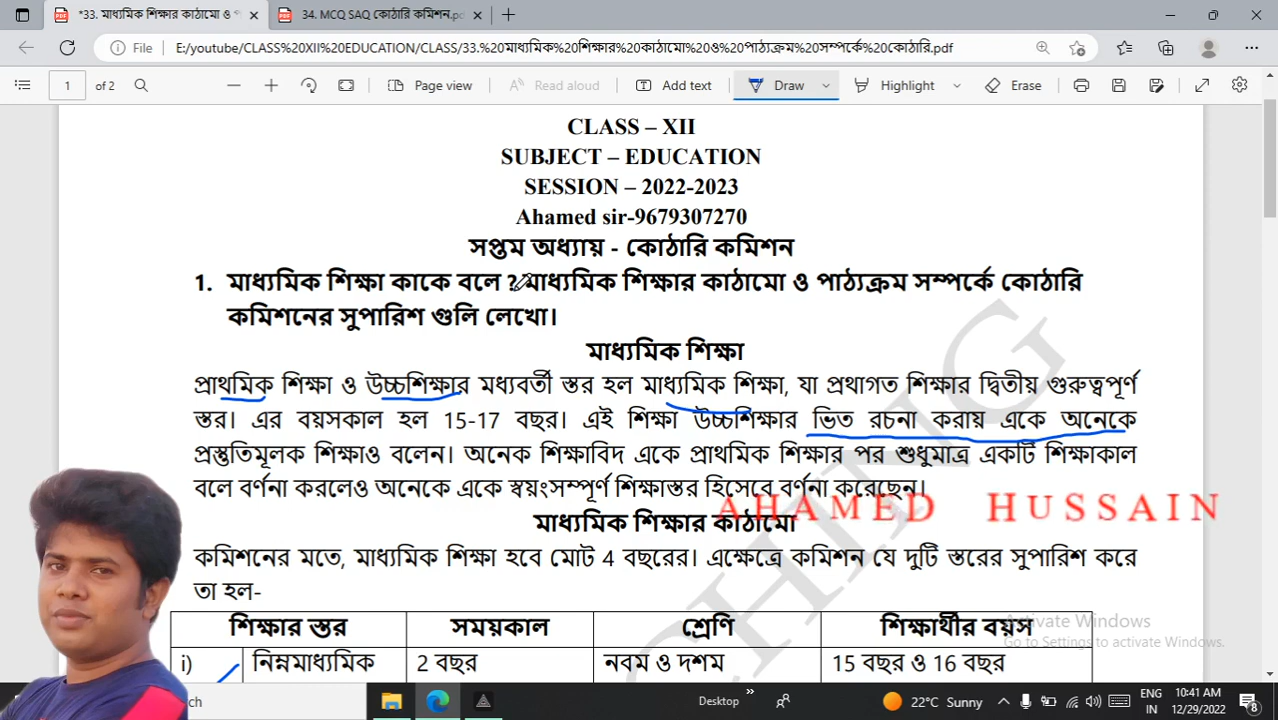 *33. মাধ্যমিক শিক্ষার কাঠামো ও প
34. MCQ SAQ কোঠারি কমিশন.pd
File E:/youtube/CLASS%20XII%20EDUCATION/CLASS/33.%20মাধ্যমিক%20শিক্ষার%20কাঠামো%20ও%20পাঠ্যক্রম%20সম্পর্কে%20কোঠারি.pdf
1 of 2 Page view Read aloud Add text Draw Highlight Erase
CLASS – XII
SUBJECT – EDUCATION
SESSION – 2022-2023
Ahamed sir-9679307270
সপ্তম অধ্যায় - কোঠারি কমিশন
1. মাধ্যমিক শিক্ষা কাকে বলে ? মাধ্যমিক শিক্ষার কাঠামো ও পাঠ্যক্রম সম্পর্কে কোঠারি
কমিশনের সুপারিশ গুলি লেখো।
মাধ্যমিক শিক্ষা
প্রাথমিক শিক্ষা ও উচ্চশিক্ষার মধ্যবর্তী স্তর হল মাধ্যমিক শিক্ষা, যা প্রথাগত শিক্ষার দ্বিতীয় গুরুত্বপূর্ণ
স্তর। এর বয়সকাল হল 15-17 বছর। এই শিক্ষা উচ্চশিক্ষার ভিত রচনা করায় একে অনেকে
প্রস্তুতিমূলক শিক্ষাও বলেন। অনেক শিক্ষাবিদ একে প্রাথমিক শিক্ষার পর শুধুমাত্র একটি শিক্ষাকাল
বলে বর্ণনা করলেও অনেকে একে স্বয়ংসম্পূর্ণ শিক্ষাস্তর হিসেবে বর্ণনা করেছেন।
AHAMED HUSSAIN
মাধ্যমিক শিক্ষার কাঠামো
কমিশনের মতে, মাধ্যমিক শিক্ষা হবে মোট 4 বছরের। এক্ষেত্রে কমিশন যে দুটি স্তরের সুপারিশ করে
তা হল-
শিক্ষার স্তর সময়কাল শ্রেণি শিক্ষার্থীর বয়স
i) নিম্নমাধ্যমিক 2 বছর নবম ও দশম 15 বছর ও 16 বছর
CHING
Activate Windows
Go to Settings to activate Windows.
Desktop 22°C Sunny ENG IN 10:41 AM 12/29/2022 8